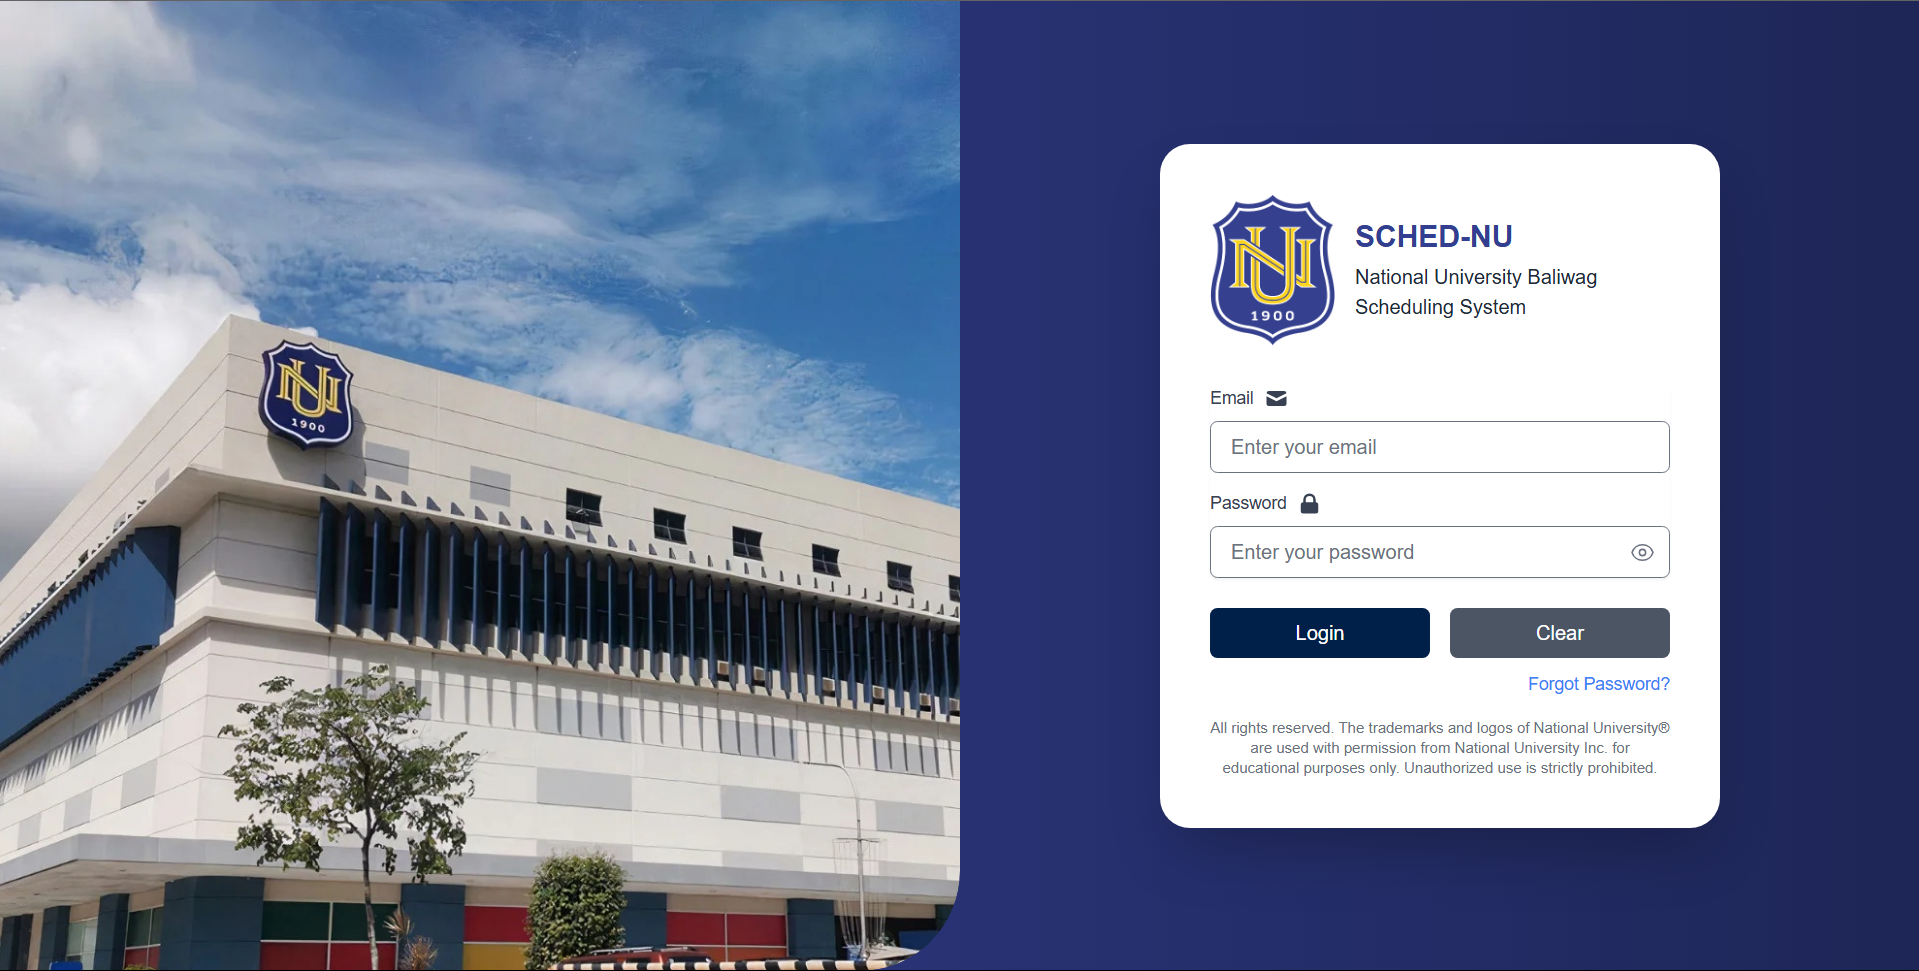 NU
1900
NU
1900
SCHED-NU
National University Baliwag
Scheduling System
Email
Enter your email
Password
Enter your password
Login
Clear
Forgot Password?
All rights reserved. The trademarks and logos of National University®
are used with permission from National University Inc. for
educational purposes only. Unauthorized use is strictly prohibited.